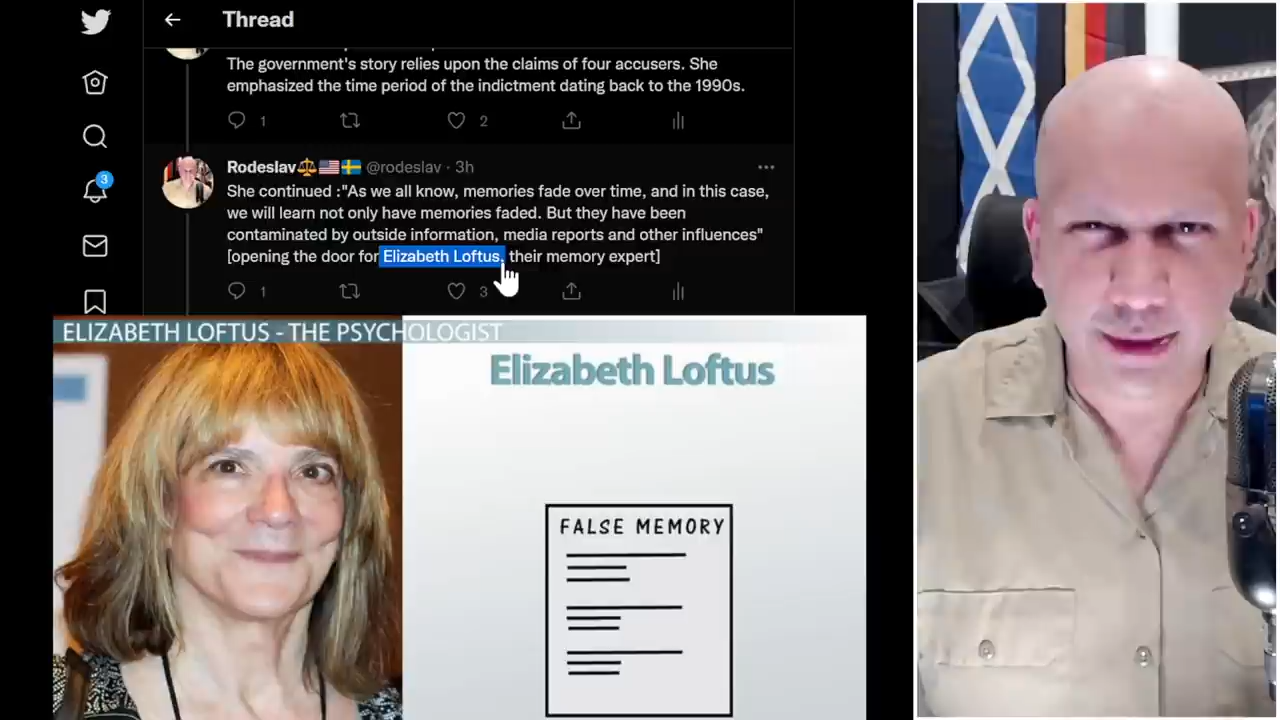 Thread
The government's story relies upon the claims of four accusers. She
emphasized the time period of the indictment dating back to the 1990s.
1
2
Rodeslav⚖️🇺🇸🇸🇪 @rodeslav · 3h
She continued :"As we all know, memories fade over time, and in this case,
we will learn not only have memories faded. But they have been
contaminated by outside information, media reports and other influences"
[opening the door for Elizabeth Loftus, their memory expert]
3
1
3
ELIZABETH LOFTUS - THE PSYCHOLOGIST
Elizabeth Loftus
FALSE MEMORY